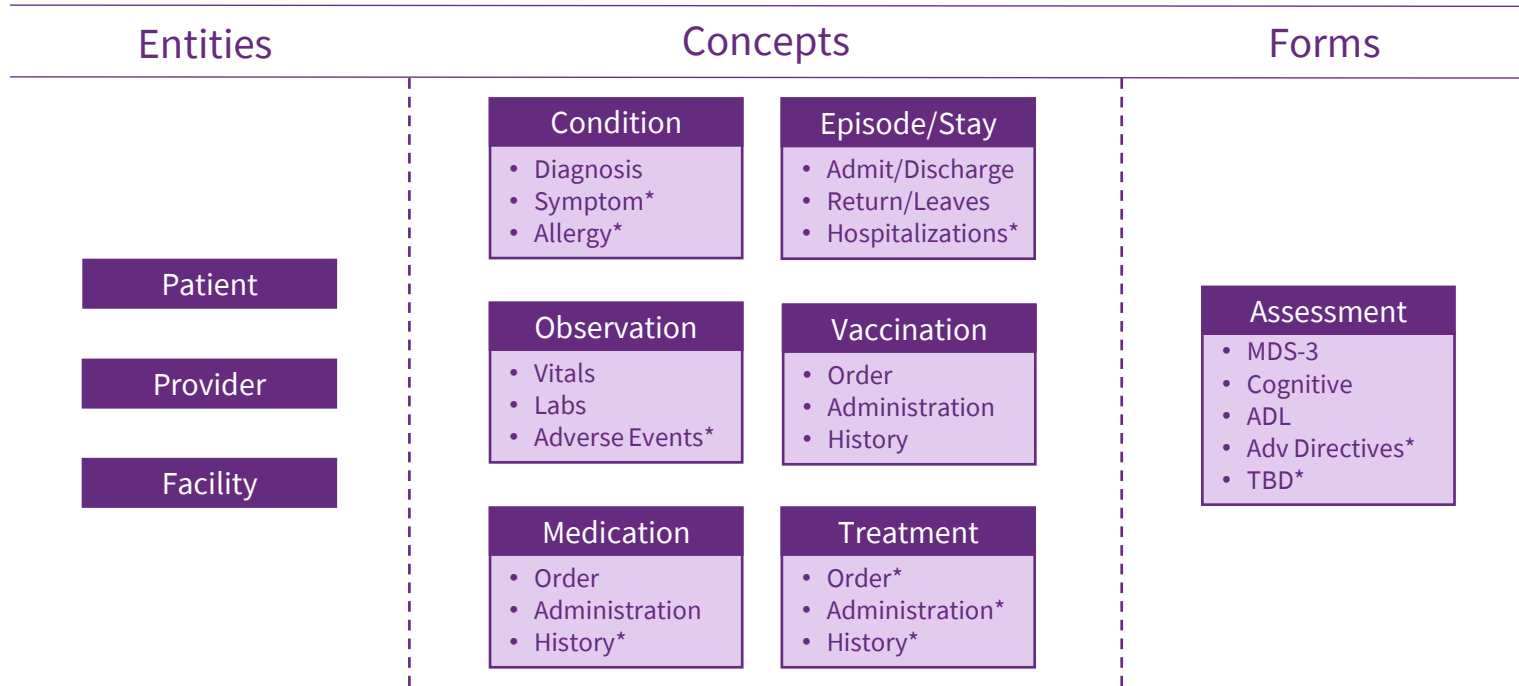 Entities
Concepts
Forms
Patient
Provider
Facility
Condition
• Diagnosis
• Symptom*
• Allergy*
Episode/Stay
• Admit/Discharge
• Return/Leaves
• Hospitalizations*
Observation
• Vitals
• Labs
• Adverse Events*
Vaccination
• Order
• Administration
• History
Medication
• Order
• Administration
• History*
Treatment
• Order*
• Administration*
• History*
Assessment
• MDS-3
• Cognitive
• ADL
• Adv Directives*
• TBD*